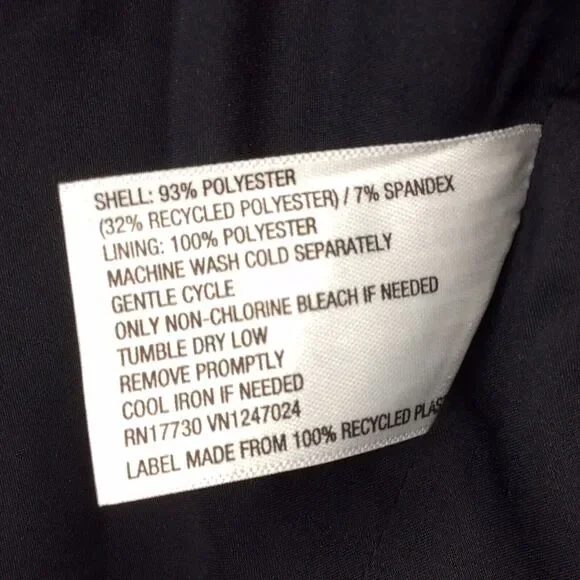 SHELL: 93% POLYESTER
(32% RECYCLED POLYESTER) / 7% SPANDEX
LINING: 100% POLYESTER
MACHINE WASH COLD SEPARATELY
GENTLE CYCLE
ONLY NON-CHLORINE BLEACH IF NEEDED
TUMBLE DRY LOW
REMOVE PROMPTLY
COOL IRON IF NEEDED
RN17730 VN1247024
LABEL MADE FROM 100% RECYCLED